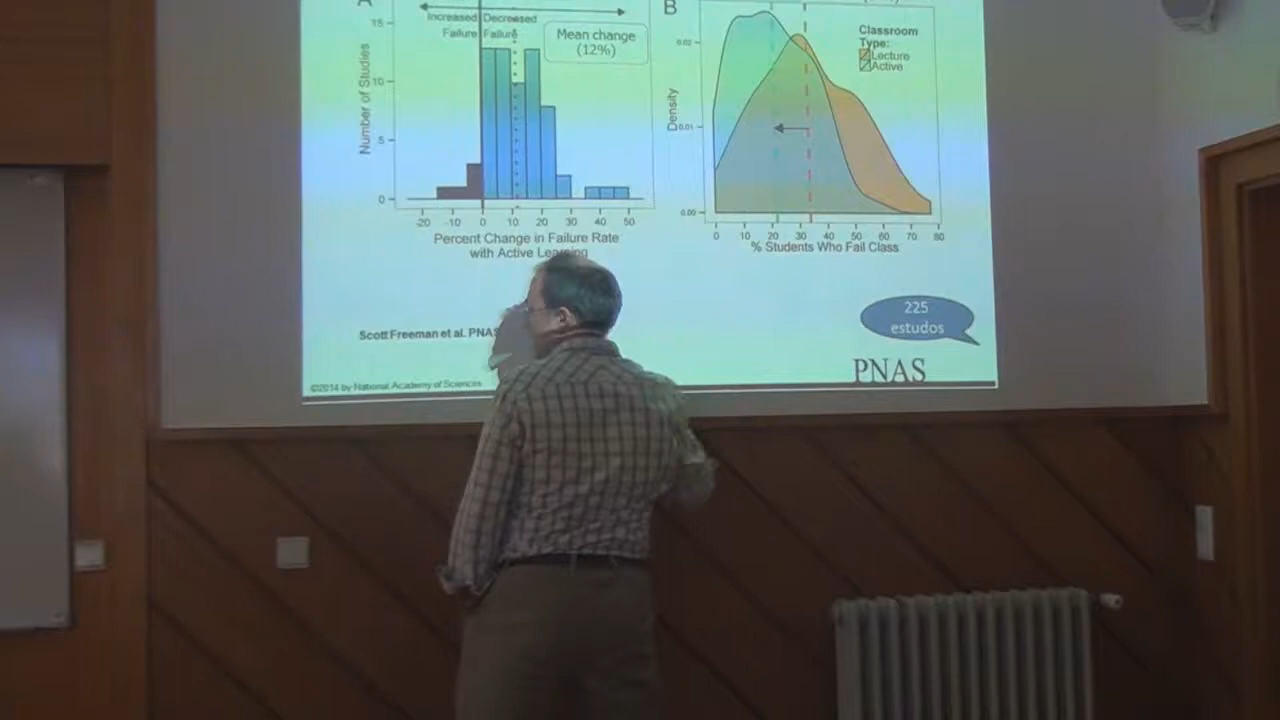 A
Increased Decreased
Failure Failure
Mean change
(12%)
15
10
5
0
Number of Studies
-20 -10 0 10 20 30 40 50
Percent Change in Failure Rate
with Active Learning
B
Classroom
Type:
Lecture
Active
0.02
0.01
0.00
Density
0 10 20 30 40 50 60 70 80
% Students Who Fail Class
225
estudos
Scott Freeman et al. PNAS
PNAS
©2014 by National Academy of Sciences